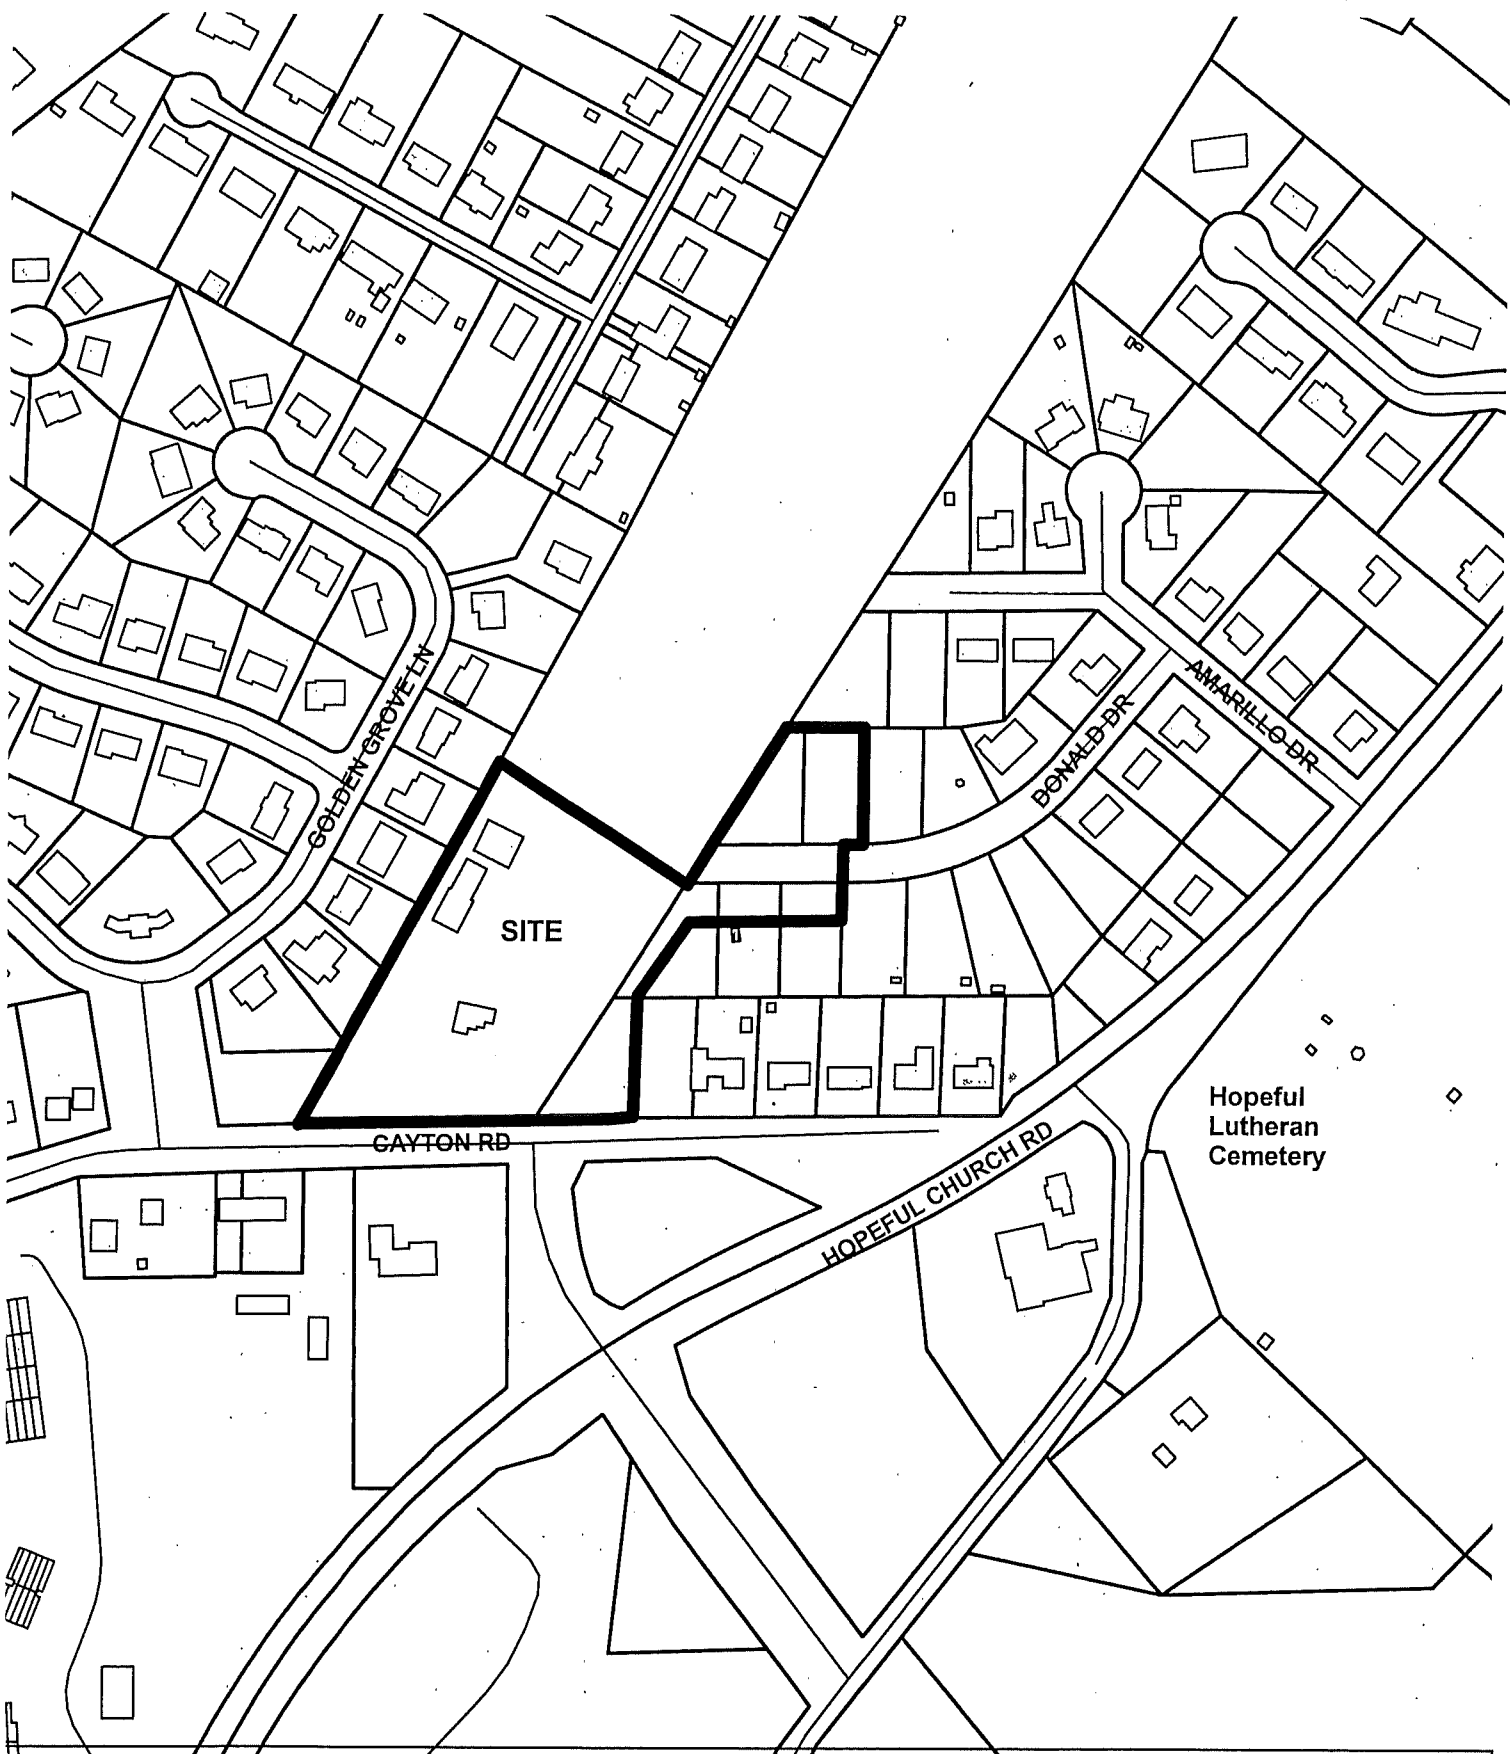 AMARILLO DR
DONALD DR
GOLDEN GROVE LN
SITE
Hopeful
Lutheran
Cemetery
CAYTON RD
HOPEFUL CHURCH RD